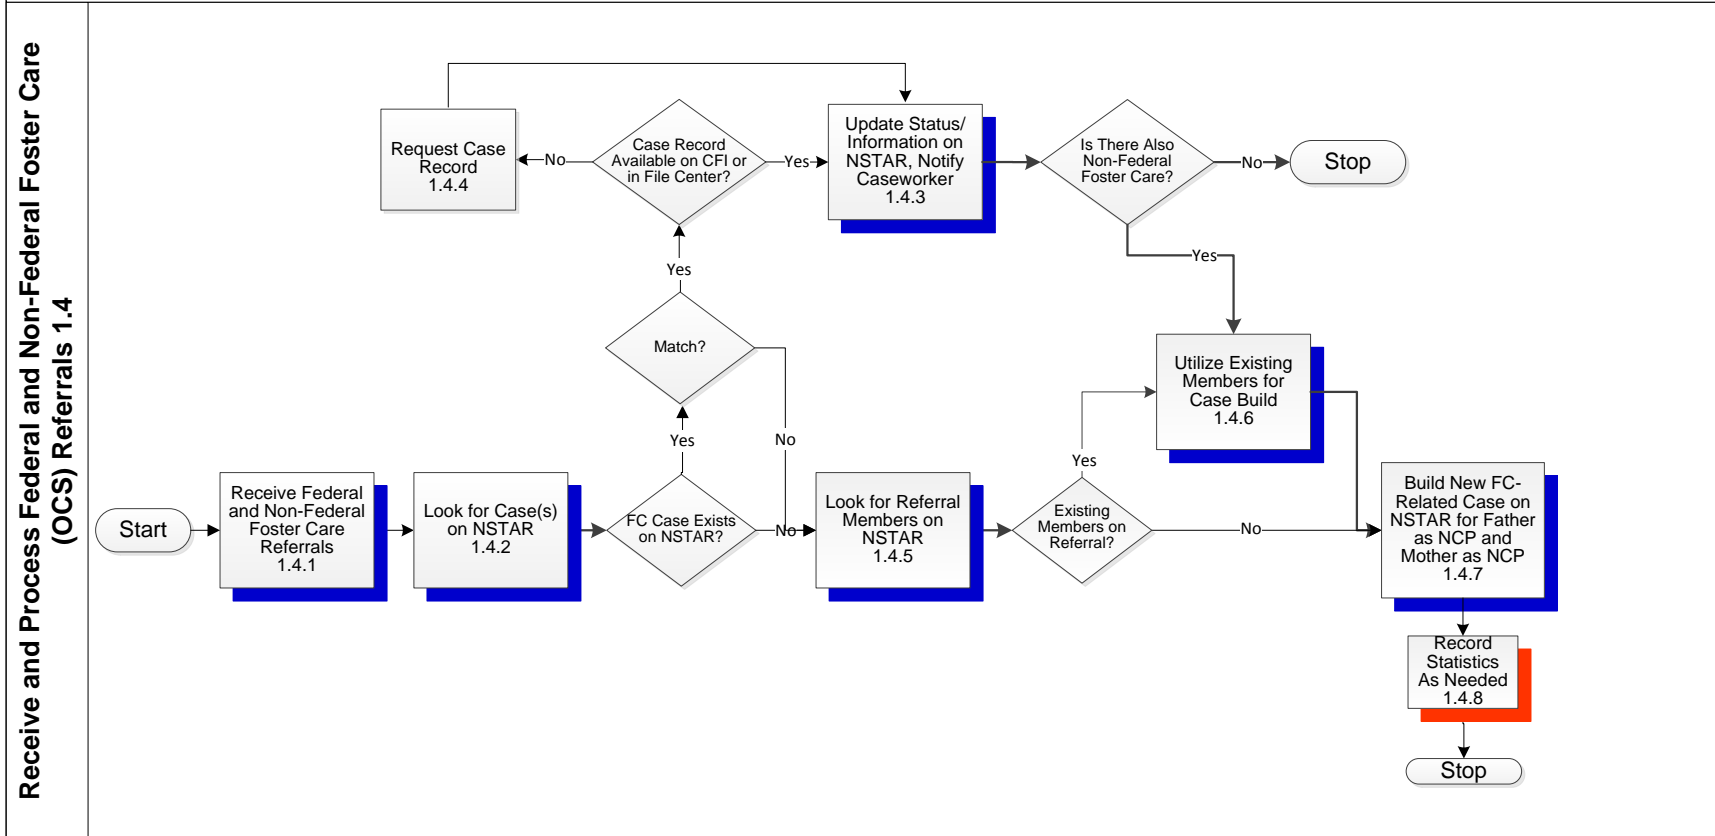 Receive and Process Federal and Non-Federal Foster Care
(OCS) Referrals 1.4
Request Case
Record
1.4.4
No
Case Record
Available on CFI or
in File Center?
Yes
Update Status/
Information on
NSTAR, Notify
Caseworker
1.4.3
Is There Also
Non-Federal
Foster Care?
No
Stop
Yes
Yes
Match?
No
Yes
Utilize Existing
Members for
Case Build
1.4.6
Start
Receive Federal
and Non-Federal
Foster Care
Referrals
1.4.1
Look for Case(s)
on NSTAR
1.4.2
FC Case Exists
on NSTAR?
No
Look for Referral
Members on
NSTAR
1.4.5
Yes
Existing
Members on
Referral?
No
Build New FC-
Related Case on
NSTAR for Father
as NCP and
Mother as NCP
1.4.7
Record
Statistics
As Needed
1.4.8
Stop